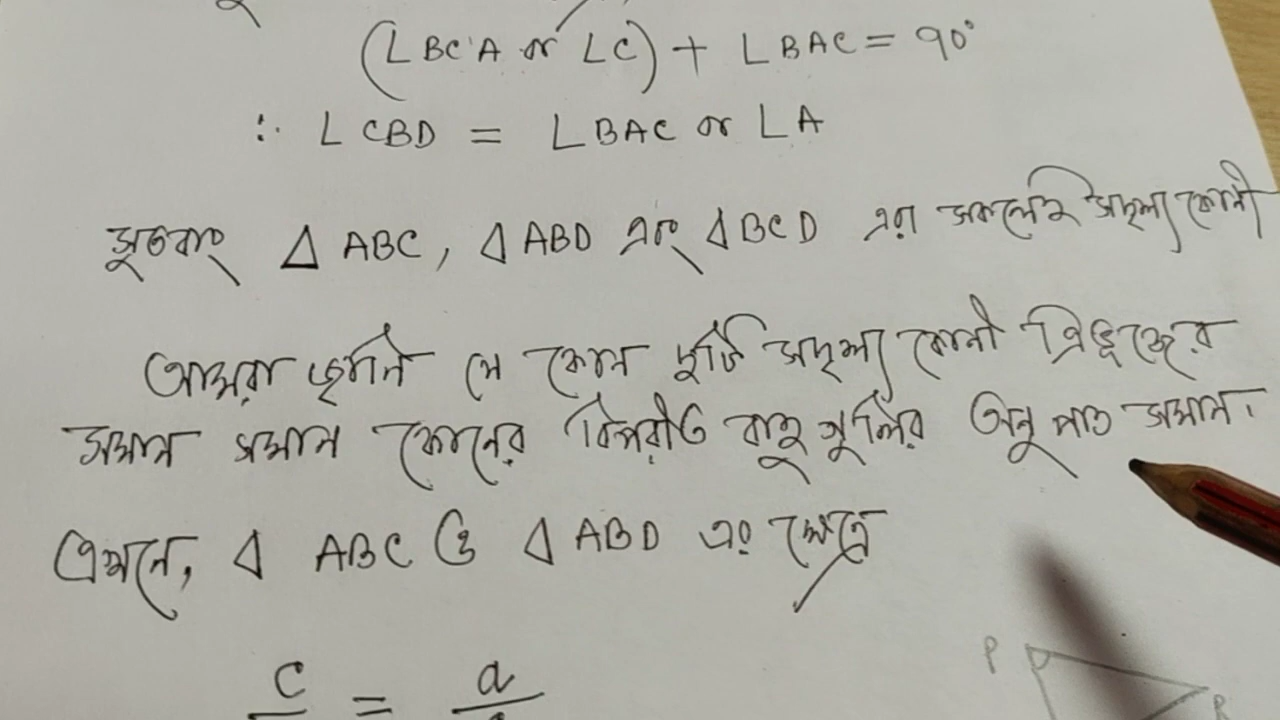 (∠BCA or ∠C) + ∠BAC = 90°
∴ ∠CBD = ∠BAC or ∠A
সুতরাং △ ABC, △ ABD এবং △BCD এরা সকলেই সদৃশ্য কোনী
আমরা জানি যে কোন দুটি সদৃশ্য কোনী ত্রিভূজের
সমান সমান কোনের বিপরীত বাহু গুলির অনুপাত সমান।
এখানে, △ ABC ও △ ABD এর ক্ষেত্রে
c = a
P
R